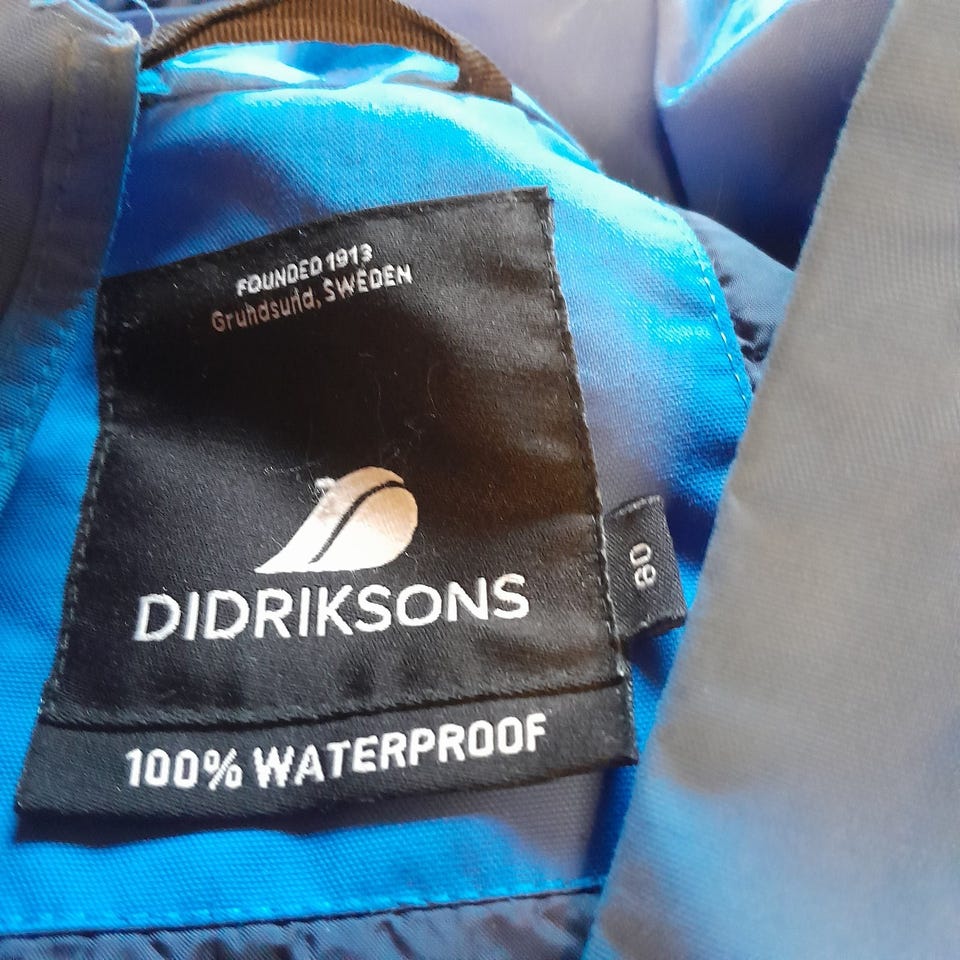 FOUNDED 1913
Grundsund, SWEDEN
DIDRIKSONS
80
100% WATERPROOF